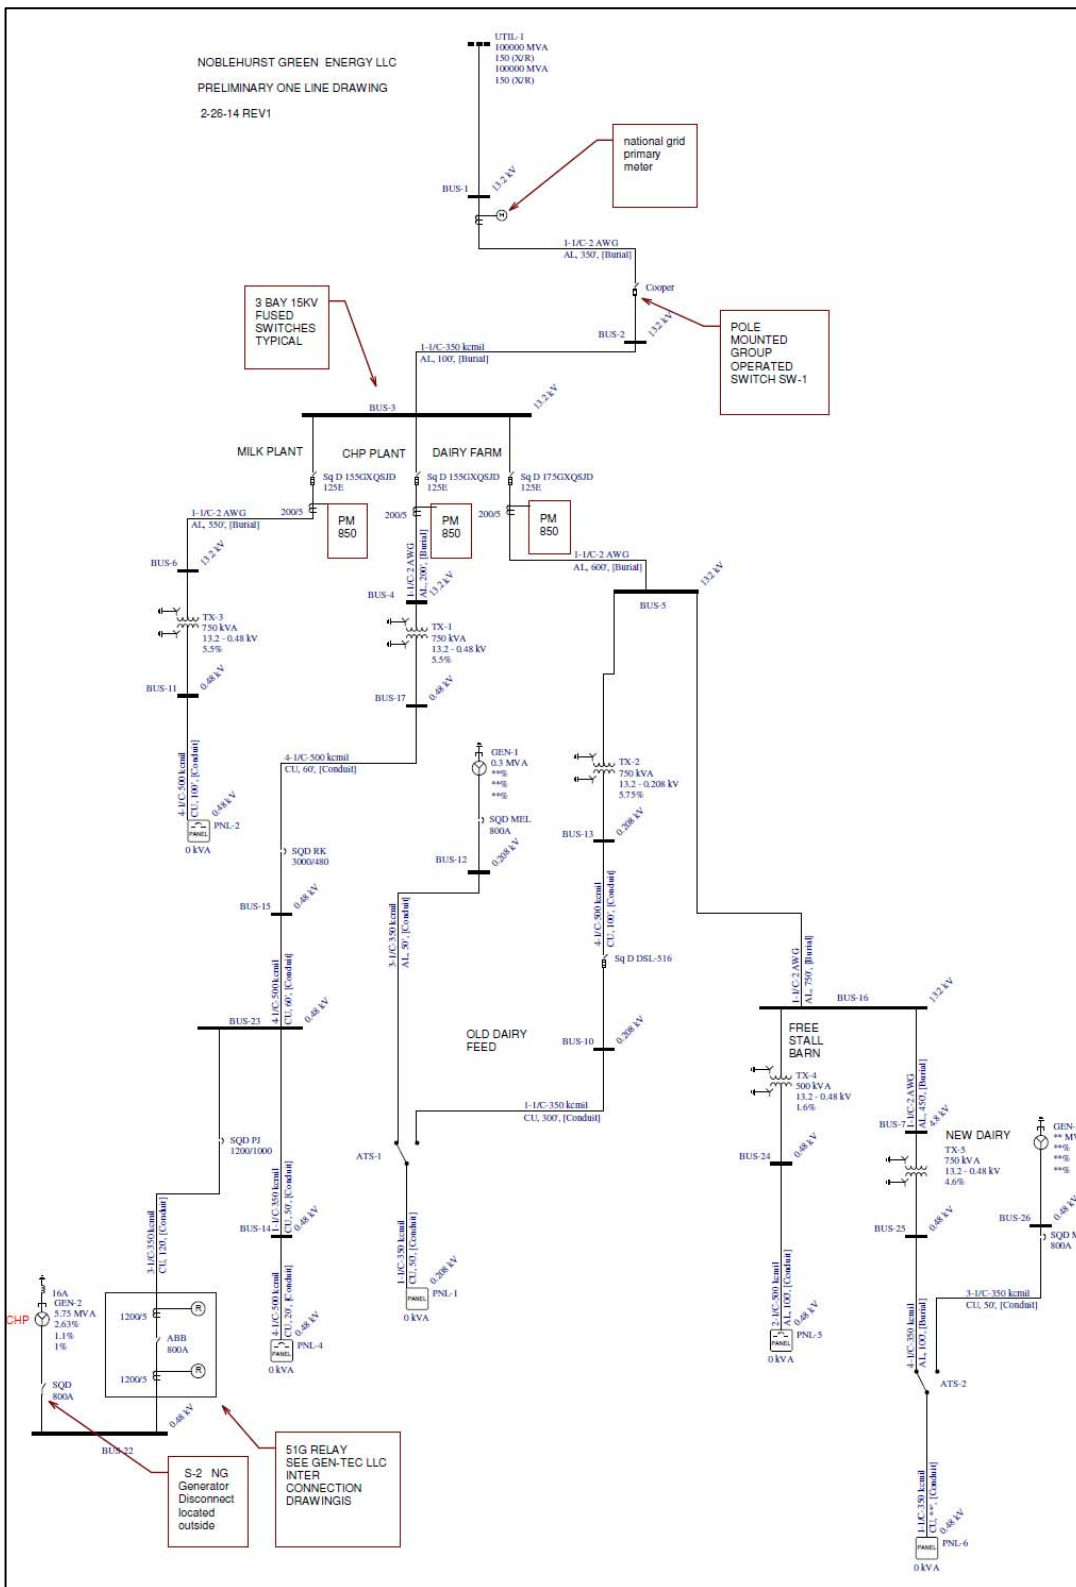 NOBLEHURST GREEN ENERGY LLC
PRELIMINARY ONE LINE DRAWING
2-26-14 REV1
UTIL-1
100000 MVA
150 (X/R)
100000 MVA
150 (X/R)
national grid
primary
meter
BUS-1
13.2 kV
M
1-1/C-2 AWG
AL, 350', [Burial]
Cooper
3 BAY 15KV
FUSED
SWITCHES
TYPICAL
BUS-2
13.2 kV
POLE
MOUNTED
GROUP
OPERATED
SWITCH SW-1
1-1/C-350 kcmil
AL, 100', [Burial]
BUS-3
13.2 kV
MILK PLANT
CHP PLANT
DAIRY FARM
Sq D 155GXQSJD
125E
Sq D 155GXQSJD
125E
Sq D 175GXQSJD
125E
200/5
PM
850
200/5
PM
850
200/5
PM
850
1-1/C-2 AWG
AL, 550', [Burial]
1-1/C-2 AWG
AL, 200', [Burial]
1-1/C-2 AWG
AL, 600', [Burial]
BUS-6
13.2 kV
BUS-4
13.2 kV
BUS-5
13.2 kV
TX-3
750 kVA
13.2 - 0.48 kV
5.5%
TX-1
750 kVA
13.2 - 0.48 kV
5.5%
BUS-11
0.48 kV
BUS-17
0.48 kV
4-1/C-500 kcmil
CU, 100', [Conduit]
0.48 kV
PANEL
PNL-2
0 kVA
4-1/C-500 kcmil
CU, 60', [Conduit]
GEN-1
0.3 MVA
**%
**%
**%
TX-2
750 kVA
13.2 - 0.208 kV
5.75%
SQD MEL
800A
BUS-13
0.208 kV
SQD RK
3000/480
BUS-12
0.208 kV
BUS-15
0.48 kV
3-1/C-350 kcmil
AL, 50', [Conduit]
4-1/C-500 kcmil
CU, 100', [Conduit]
Sq D DSL-516
4-1/C-500 kcmil
CU, 60', [Conduit]
1-1/C-2 AWG
AL, 750', [Burial]
BUS-16
13.2 kV
BUS-23
0.48 kV
OLD DAIRY
FEED
BUS-10
0.208 kV
FREE
STALL
BARN
TX-4
500 kVA
13.2 - 0.48 kV
1.6%
1-1/C-2 AWG
AL, 450', [Burial]
BUS-7
4.8 kV
1-1/C-350 kcmil
CU, 300', [Conduit]
NEW DAIRY
TX-5
750 kVA
13.2 - 0.48 kV
4.6%
GEN-
** MV
**%
**%
**%
SQD PJ
1200/1000
ATS-1
BUS-24
0.48 kV
BUS-25
0.48 kV
BUS-26
0.48 kV
SQD M
800A
3-1/C-350 kcmil
CU, 120', [Conduit]
1-1/C-350 kcmil
CU, 50', [Conduit]
BUS-14
0.48 kV
1-1/C-350 kcmil
CU, 50', [Conduit]
0.208 kV
PANEL
PNL-1
0 kVA
CHP
16A
GEN-2
5.75 MVA
2.63%
1.1%
1%
1200/5
R
ABB
800A
1200/5
R
4-1/C-500 kcmil
CU, 20', [Conduit]
0.48 kV
PANEL
PNL-4
0 kVA
2-1/C-500 kcmil
AL, 100', [Conduit]
0.48 kV
PANEL
PNL-5
0 kVA
3-1/C-350 kcmil
CU, 50', [Conduit]
4-1/C-350 kcmil
AL, 100', [Burial]
ATS-2
SQD
800A
BUS-22
0.48 kV
S-2 NG
Generator
Disconnect
located
outside
51G RELAY
SEE GEN-TEC LLC
INTER
CONNECTION
DRAWINGIS
1-1/C-350 kcmil
CU, **', [Conduit]
0.48 kV
PANEL
PNL-6
0 kVA